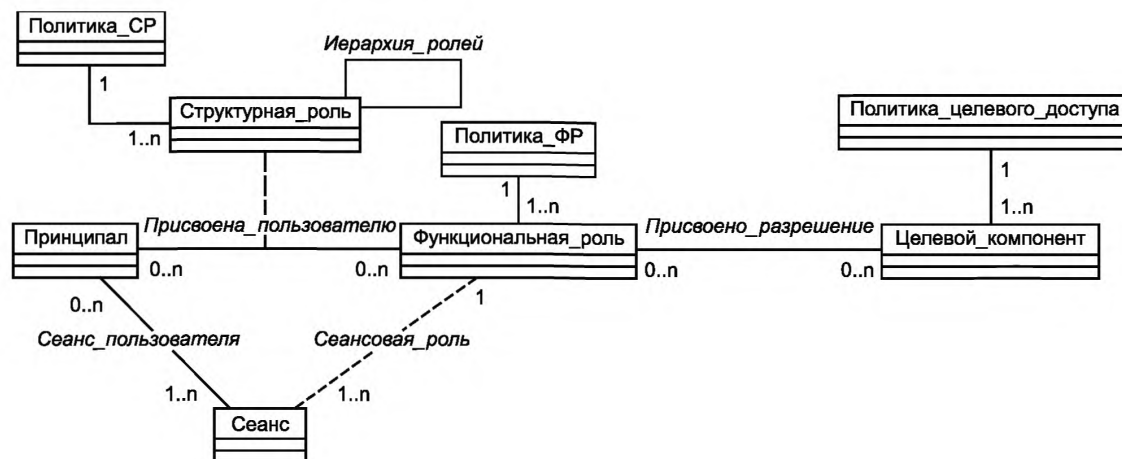 Политика_СР
Иерархия_ролей
1
Структурная_роль
1..n
Политика_ФР
Политика_целевого_доступа
1
1..n
1
1..n
Присвоена_пользователю
Присвоено_разрешение
Принципал
Функциональная_роль
Целевой_компонент
0..n
0..n
0..n
0..n
0..n
1
Сеанс_пользователя
Сеансовая_роль
1..n
1..n
Сеанс